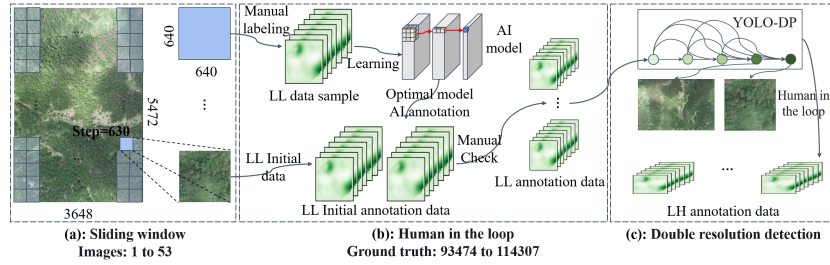 640
640
5472
Step=630
3648
(a): Sliding window
Images: 1 to 53
Manual
labeling
LL data sample
Learning
Optimal model
AI annotation
AI
model
LL Initial
data
LL Initial annotation data
Manual
Check
LL annotation data
(b): Human in the loop
Ground truth: 93474 to 114307
YOLO-DP
Human in
the loop
LH annotation data
(c): Double resolution detection